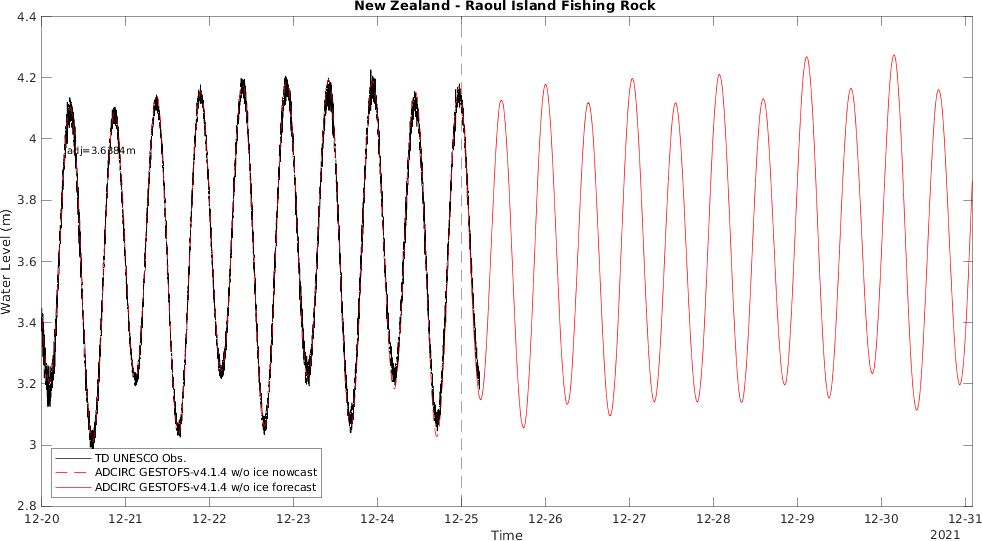 New Zealand - Raoul Island Fishing Rock
4.4
4.2
4
3.8
3.6
3.4
3.2
3
2.8
Water Level (m)
adj=3.6384m
TD UNESCO Obs.
ADCIRC GESTOFS-v4.1.4 w/o ice nowcast
ADCIRC GESTOFS-v4.1.4 w/o ice forecast
12-20 12-21 12-22 12-23 12-24 12-25 12-26 12-27 12-28 12-29 12-30 12-31
Time 2021